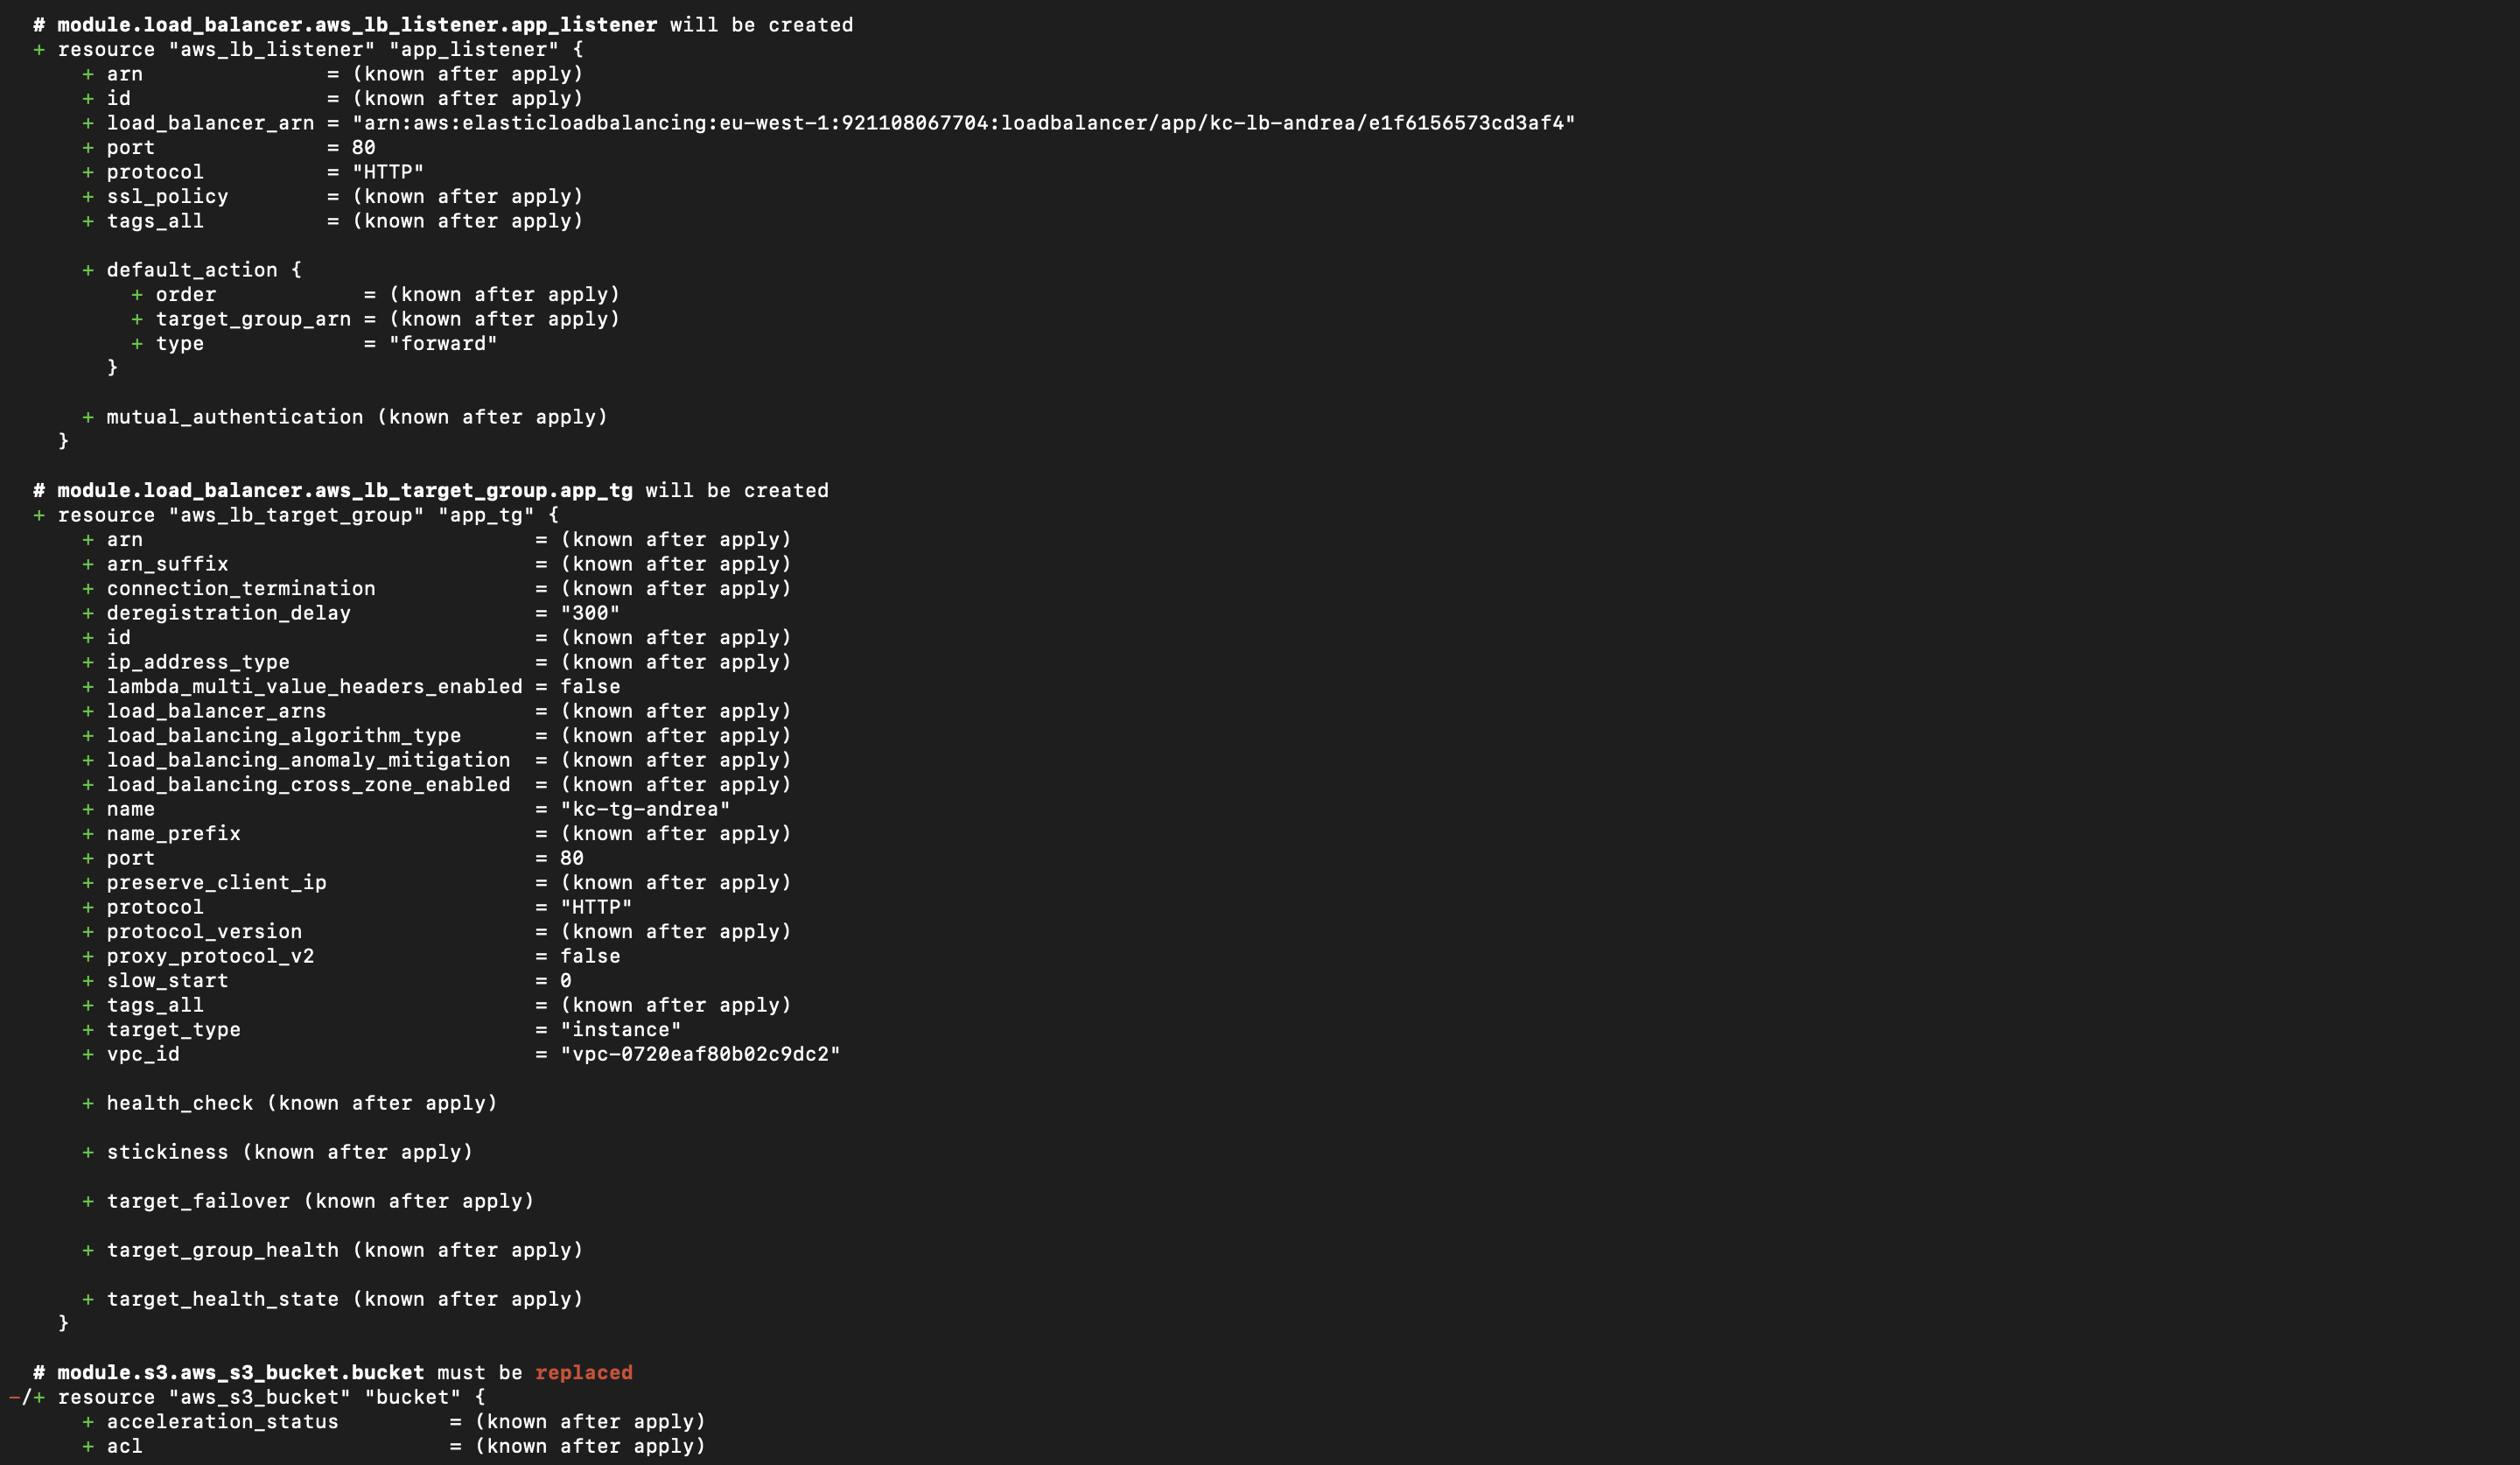 # module.load_balancer.aws_lb_listener.app_listener will be created
+ resource "aws_lb_listener" "app_listener" {
+ arn = (known after apply)
+ id = (known after apply)
+ load_balancer_arn = "arn:aws:elasticloadbalancing:eu-west-1:921108067704:loadbalancer/app/kc-lb-andrea/e1f6156573cd3af4"
+ port = 80
+ protocol = "HTTP"
+ ssl_policy = (known after apply)
+ tags_all = (known after apply)
+ default_action {
+ order = (known after apply)
+ target_group_arn = (known after apply)
+ type = "forward"
}
+ mutual_authentication (known after apply)
}
# module.load_balancer.aws_lb_target_group.app_tg will be created
+ resource "aws_lb_target_group" "app_tg" {
+ arn = (known after apply)
+ arn_suffix = (known after apply)
+ connection_termination = (known after apply)
+ deregistration_delay = "300"
+ id = (known after apply)
+ ip_address_type = (known after apply)
+ lambda_multi_value_headers_enabled = false
+ load_balancer_arns = (known after apply)
+ load_balancing_algorithm_type = (known after apply)
+ load_balancing_anomaly_mitigation = (known after apply)
+ load_balancing_cross_zone_enabled = (known after apply)
+ name = "kc-tg-andrea"
+ name_prefix = (known after apply)
+ port = 80
+ preserve_client_ip = (known after apply)
+ protocol = "HTTP"
+ protocol_version = (known after apply)
+ proxy_protocol_v2 = false
+ slow_start = 0
+ tags_all = (known after apply)
+ target_type = "instance"
+ vpc_id = "vpc-0720eaf80b02c9dc2"
+ health_check (known after apply)
+ stickiness (known after apply)
+ target_failover (known after apply)
+ target_group_health (known after apply)
+ target_health_state (known after apply)
}
# module.s3.aws_s3_bucket.bucket must be replaced
-/+ resource "aws_s3_bucket" "bucket" {
+ acceleration_status = (known after apply)
+ acl = (known after apply)